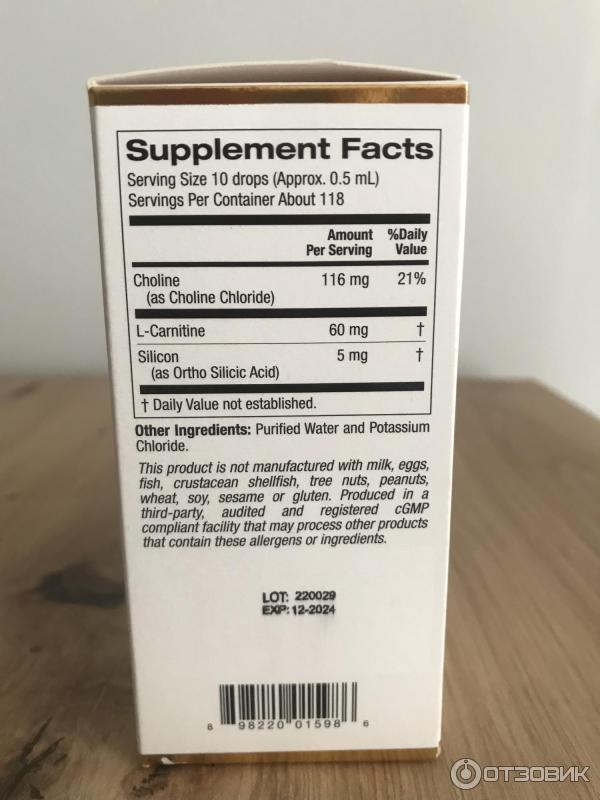 Supplement Facts
Serving Size 10 drops (Approx. 0.5 mL)
Servings Per Container About 118
Amount Per Serving %Daily Value
Choline 116 mg 21%
(as Choline Chloride)
L-Carnitine 60 mg †
Silicon 5 mg †
(as Ortho Silicic Acid)
† Daily Value not established.
Other Ingredients: Purified Water and Potassium
Chloride.
This product is not manufactured with milk, eggs,
fish, crustacean shellfish, tree nuts, peanuts,
wheat, soy, sesame or gluten. Produced in a
third-party, audited and registered cGMP
compliant facility that may process other products
that contain these allergens or ingredients.
LOT: 220029
EXP: 12-2024
8 98220 01598 6
ОТЗОВИК